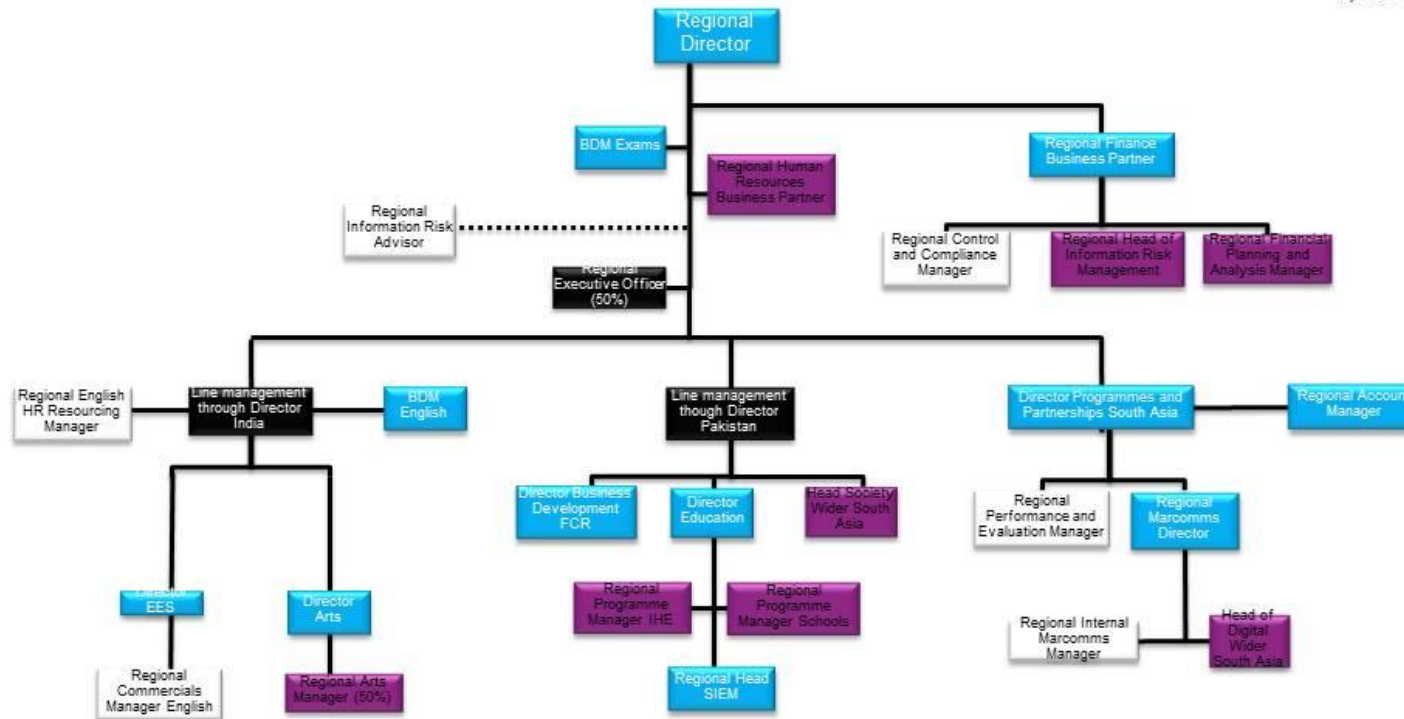 Regional
Director
BDM Exams
Regional Finance
Business Partner
Regional Human
Resources
Business Partner
Regional
Information Risk
Advisor
Regional Control
and Compliance
Manager
Regional Head of
Information Risk
Management
Regional Financial
Planning and
Analysis Manager
Regional
Executive Officer
(50%)
Regional English
HR Resourcing
Manager
Line management
through Director
India
BDM
English
Line management
though Director
Pakistan
Director Programmes and
Partnerships South Asia
Regional Account
Manager
Director Business
Development
FCR
Director
Education
Head Society
Wider South
Asia
Regional
Performance and
Evaluation Manager
Regional
Marcomms
Director
Director
EES
Director
Arts
Regional
Programme
Manager IHE
Regional
Programme
Manager Schools
Regional Internal
Marcomms
Manager
Head of
Digital
Wider
South Asia
Regional
Commercials
Manager English
Regional Arts
Manager (50%)
Regional Head
SIEM